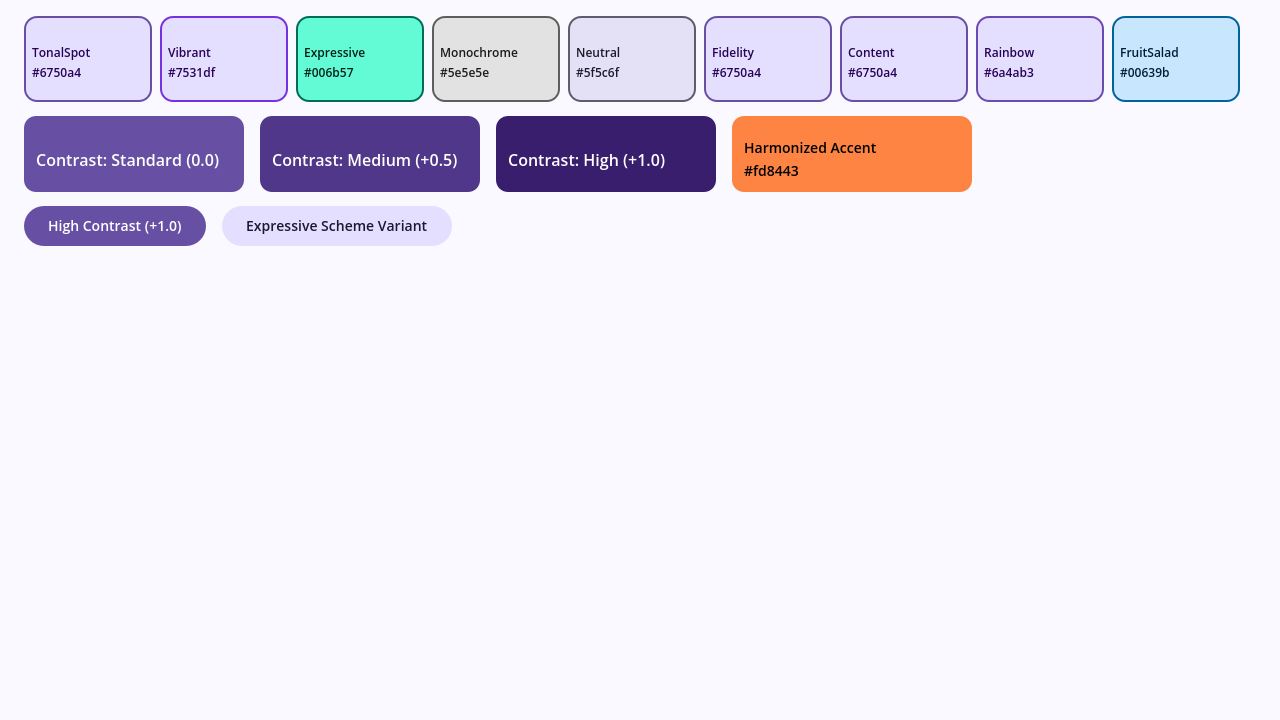 TonalSpot
#6750a4
Vibrant
#7531df
Expressive
#006b57
Monochrome
#5e5e5e
Neutral
#5f5c6f
Fidelity
#6750a4
Content
#6750a4
Rainbow
#6a4ab3
FruitSalad
#00639b
Contrast: Standard (0.0)
Contrast: Medium (+0.5)
Contrast: High (+1.0)
Harmonized Accent
#fd8443
High Contrast (+1.0)
Expressive Scheme Variant